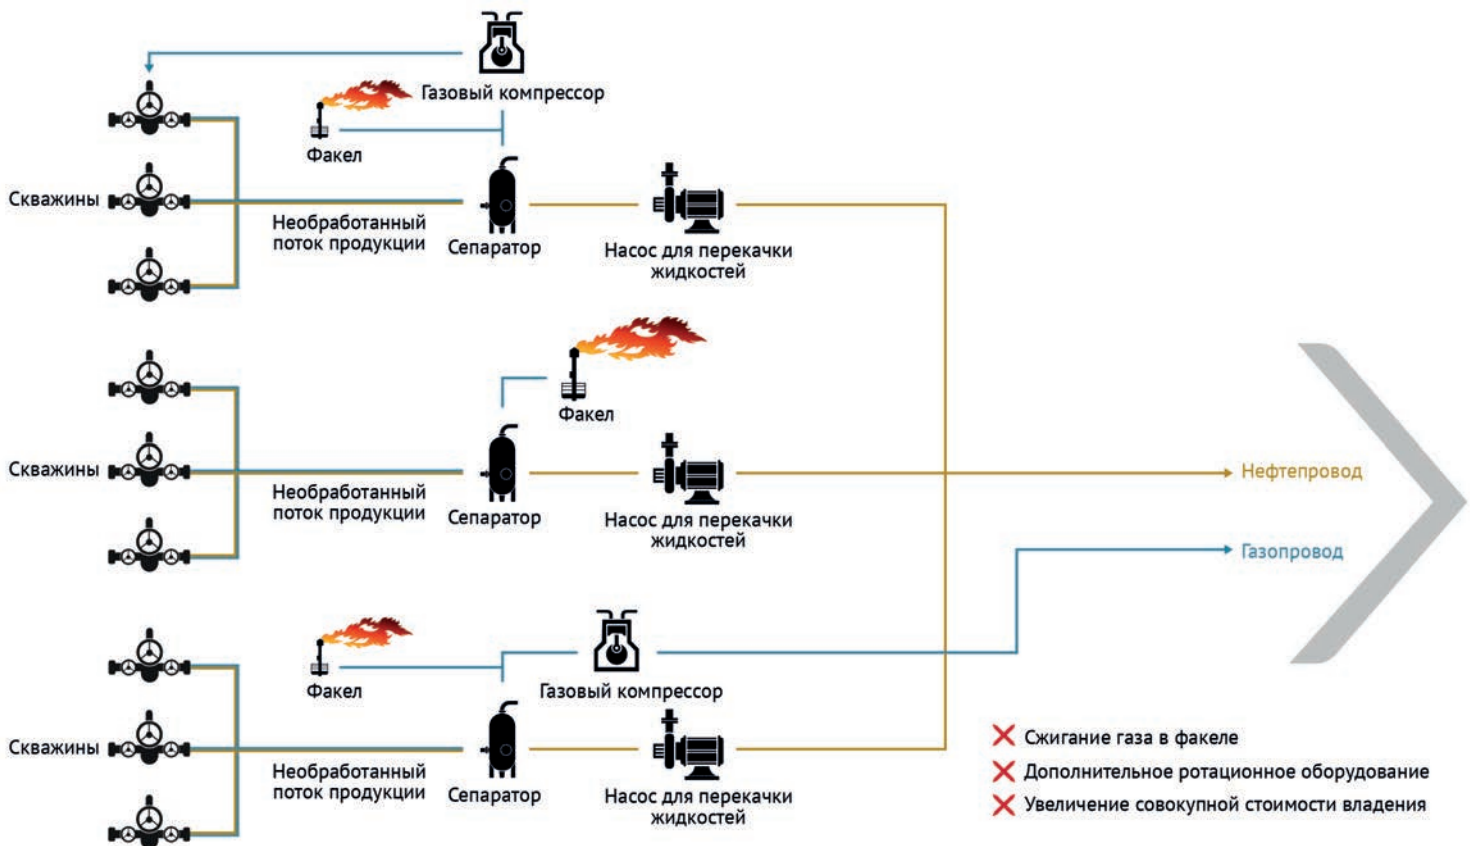 Газовый компрессор
Факел
Скважины
Необработанный
поток продукции
Сепаратор
Насос для перекачки
жидкостей
Факел
Скважины
Необработанный
поток продукции
Сепаратор
Насос для перекачки
жидкостей
Нефтепровод
Газопровод
Факел
Газовый компрессор
Скважины
Необработанный
поток продукции
Сепаратор
Насос для перекачки
жидкостей
Сжигание газа в факеле
Дополнительное ротационное оборудование
Увеличение совокупной стоимости владения